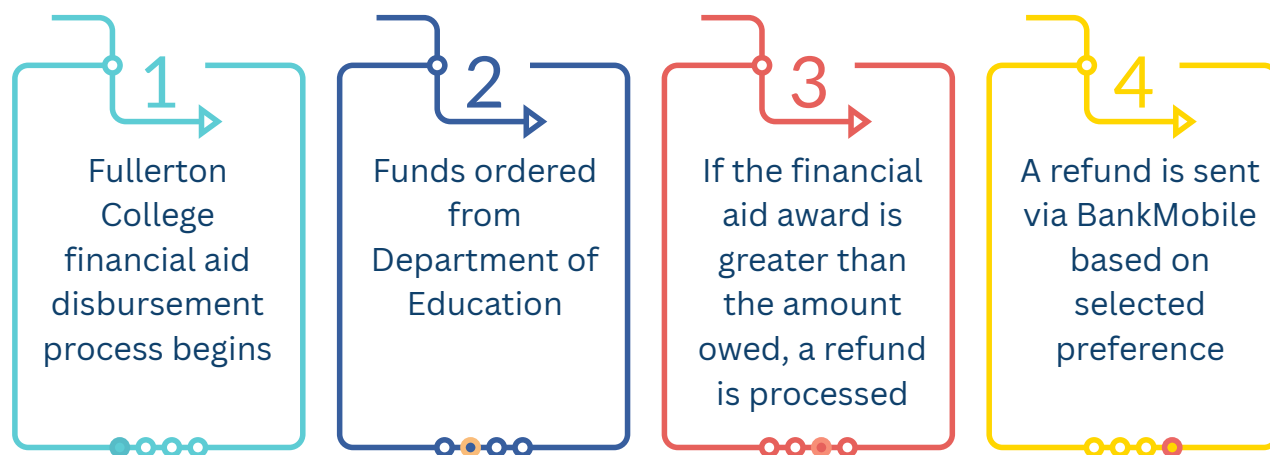 1
Fullerton
College
financial aid
disbursement
process begins
2
Funds ordered
from
Department of
Education
3
If the financial
aid award is
greater than
the amount
owed, a refund
is processed
4
A refund is sent
via BankMobile
based on
selected
preference